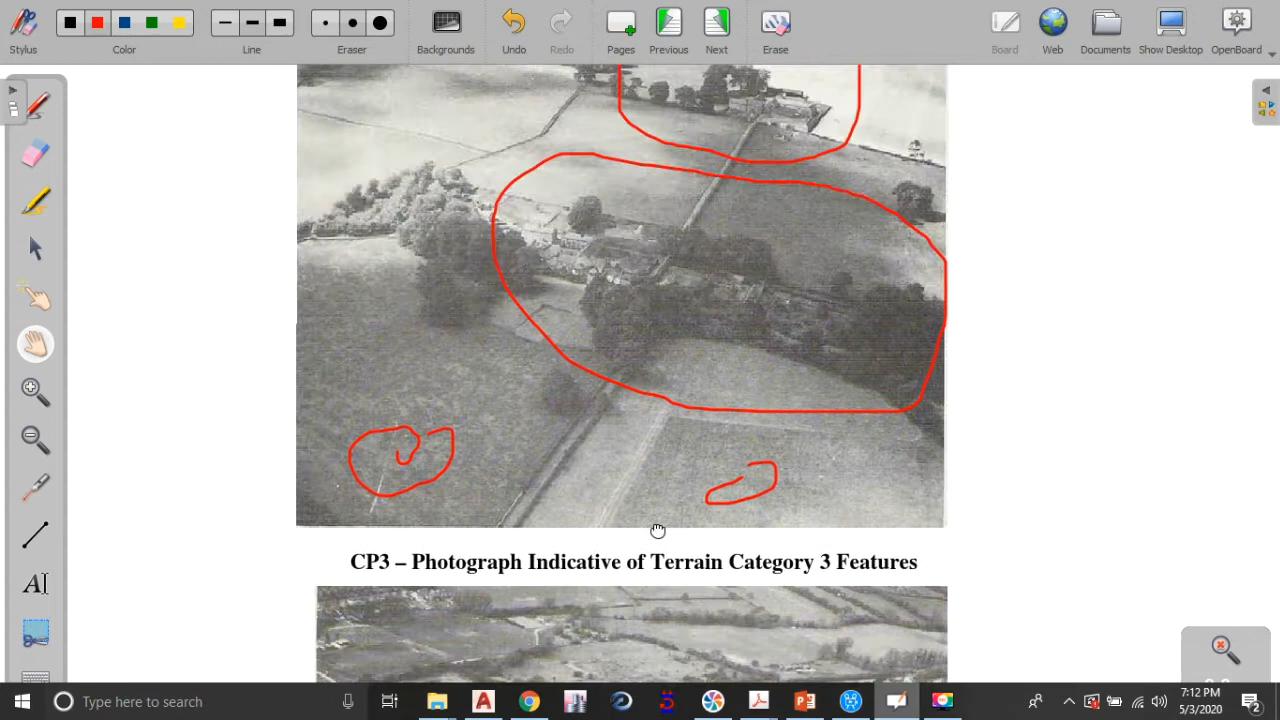 Stylus Color Line Eraser Backgrounds Undo Redo Pages Previous Next Erase Board Web Documents Show Desktop OpenBoard
CP3 – Photograph Indicative of Terrain Category 3 Features
Type here to search
7:12 PM
5/3/2020
2